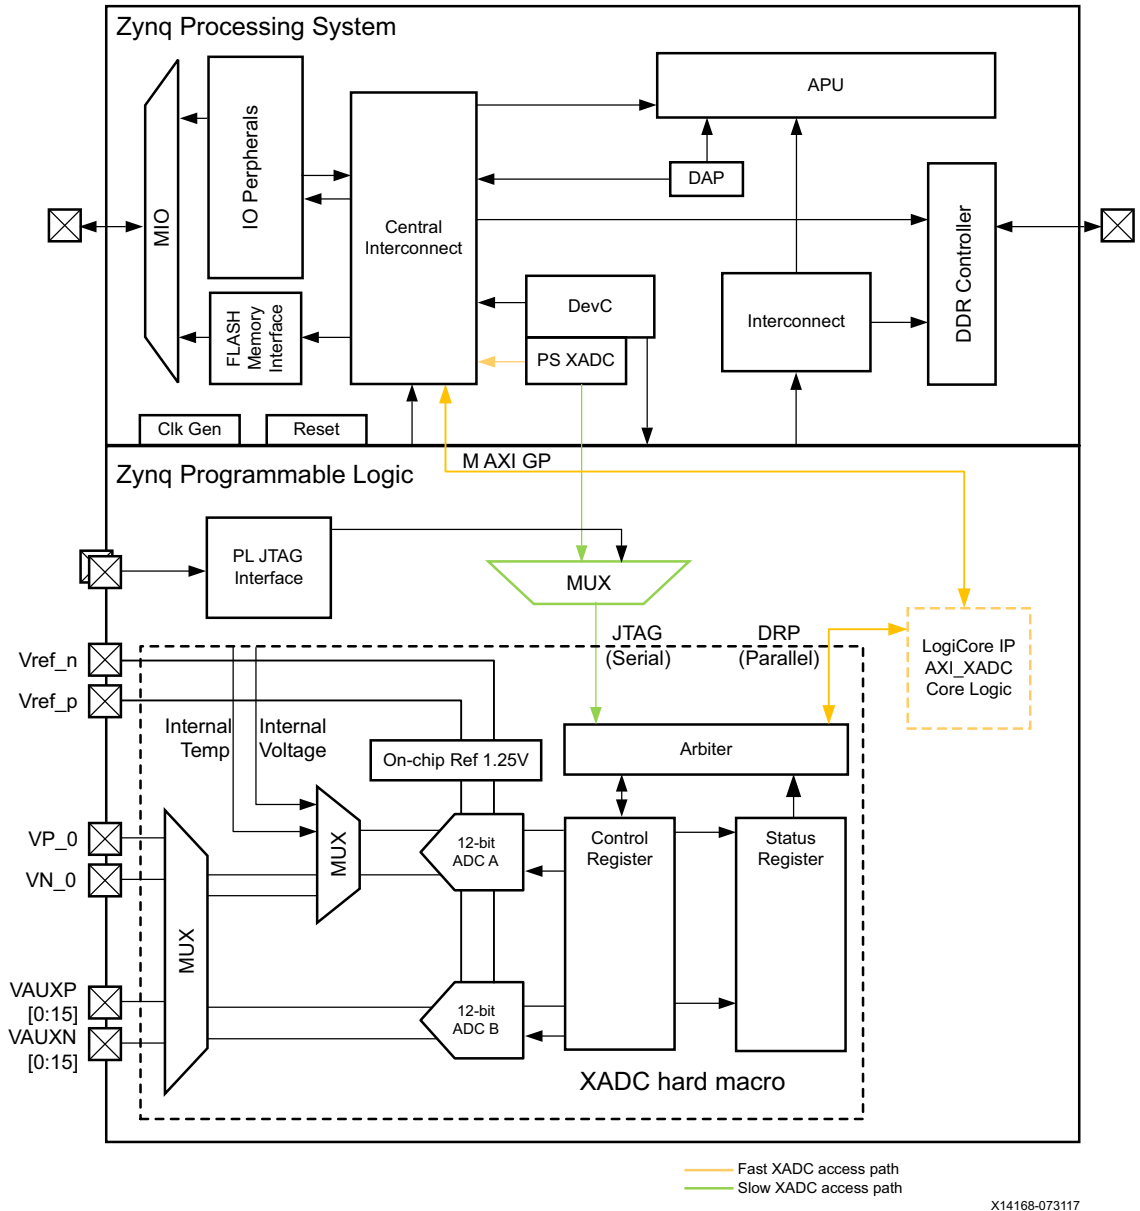 Zynq Processing System
APU
IO Perpherals
DAP
MIO
Central
Interconnect
DDR Controller
DevC
Interconnect
FLASH
Memory
Interface
PS XADC
Clk Gen
Reset
M AXI GP
Zynq Programmable Logic
PL JTAG
Interface
MUX
JTAG
(Serial)
DRP
(Parallel)
LogiCore IP
AXI_XADC
Core Logic
Vref_n
Vref_p
Internal
Temp
Internal
Voltage
On-chip Ref 1.25V
Arbiter
VP_0
VN_0
MUX
12-bit
ADC A
Control
Register
Status
Register
MUX
VAUXP
[0:15]
VAUXN
[0:15]
12-bit
ADC B
XADC hard macro
Fast XADC access path
Slow XADC access path
X14168-073117